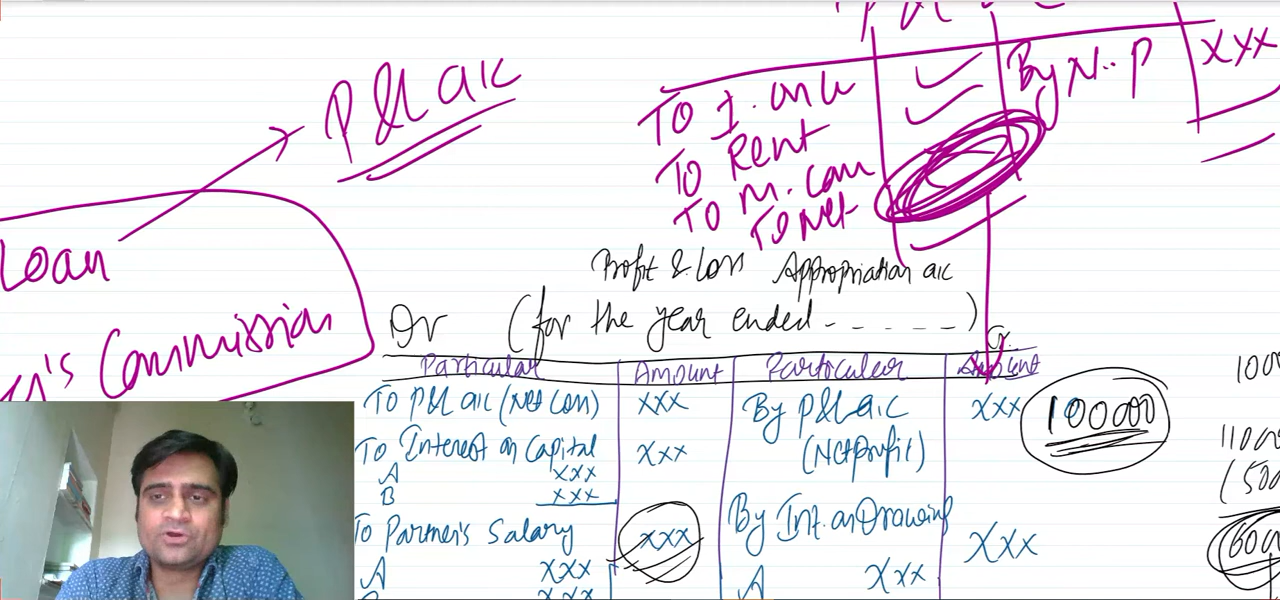 P&L a/c
To I. on L
By N.. P
xxx
To Rent
To M. Com
To Net
Loan
Commission
Profit & Loss Appropriation a/c
Dr (for the year ended - - - - - -)
Cr.
Particular Amount Particular Amount
To P&L a/c (Net Loss) xxx By P&L a/c xxx 100000
(Net Profit)
To Interest on Capital xxx
A xxx
B xxx
By Int. on Drawing xxx
To Partner's Salary xxx
A xxx A xxx